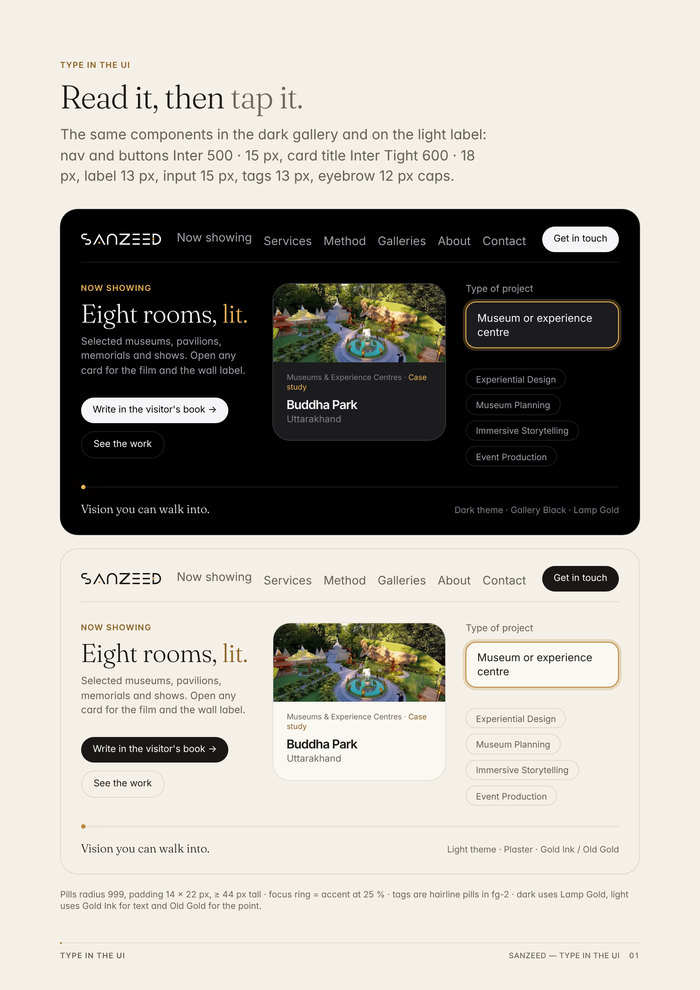 TYPE IN THE UI
Read it, then tap it.
The same components in the dark gallery and on the light label:
nav and buttons Inter 500 · 15 px, card title Inter Tight 600 · 18
px, label 13 px, input 15 px, tags 13 px, eyebrow 12 px caps.
SANZEED Now showing Services Method Galleries About Contact Get in touch
NOW SHOWING
Eight rooms, lit.
Selected museums, pavilions,
memorials and shows. Open any
card for the film and the wall label.
Write in the visitor's book →
See the work
Museums & Experience Centres · Case
study
Buddha Park
Uttarakhand
Type of project
Museum or experience
centre
Experiential Design
Museum Planning
Immersive Storytelling
Event Production
Vision you can walk into.
Dark theme · Gallery Black · Lamp Gold
SANZEED Now showing Services Method Galleries About Contact Get in touch
NOW SHOWING
Eight rooms, lit.
Selected museums, pavilions,
memorials and shows. Open any
card for the film and the wall label.
Write in the visitor's book →
See the work
Museums & Experience Centres · Case
study
Buddha Park
Uttarakhand
Type of project
Museum or experience
centre
Experiential Design
Museum Planning
Immersive Storytelling
Event Production
Vision you can walk into.
Light theme · Plaster · Gold Ink / Old Gold
Pills radius 999, padding 14 × 22 px, ≥ 44 px tall · focus ring = accent at 25 % · tags are hairline pills in fg-2 · dark uses Lamp Gold, light
uses Gold Ink for text and Old Gold for the point.
TYPE IN THE UI
SANZEED — TYPE IN THE UI 01